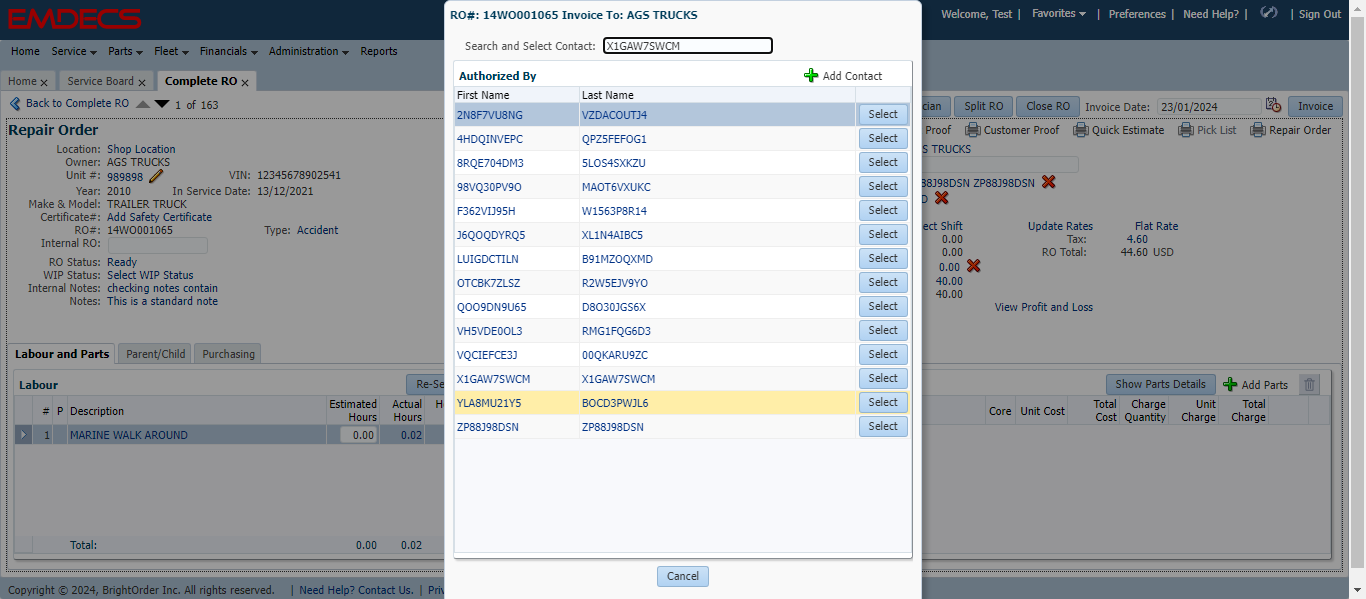 EMDECS
Welcome, Test | Favorites | Preferences | Need Help? | | Sign Out
Home Service Parts Fleet Financials Administration Reports
Home x Service Board x Complete RO x
Back to Complete RO 1 of 163
Split RO Close RO Invoice Date: 23/01/2024 Invoice
Proof Customer Proof Quick Estimate Pick List Repair Order
Repair Order
Location: Shop Location
Owner: AGS TRUCKS
Unit #: 989898 VIN: 12345678902541
Year: 2010 In Service Date: 13/12/2021
Make & Model: TRAILER TRUCK
Certificate#: Add Safety Certificate
RO#: 14WO001065 Type: Accident
Internal RO:
RO Status: Ready
WIP Status: Select WIP Status
Internal Notes: checking notes contain
Notes: This is a standard note
TRUCKS
ZP88J98DSN
Shift Update Rates Flat Rate
0.00 Tax: 4.60
0.00 RO Total: 44.60 USD
0.00
40.00
40.00
View Profit and Loss
Labour and Parts Parent/Child Purchasing
Labour
Show Parts Details Add Parts
# P Description Estimated Hours Actual Hours
Core Unit Cost Total Cost Charge Quantity Unit Charge Total Charge
1 MARINE WALK AROUND 0.00 0.02
Total: 0.00 0.02
Copyright © 2024, BrightOrder Inc. All rights reserved. | Need Help? Contact Us. |
RO#: 14WO001065 Invoice To: AGS TRUCKS
Search and Select Contact: X1GAW7SWCM
Authorized By Add Contact
First Name Last Name
2N8F7VU8NG VZDACOUTJ4 Select
4HDQINVEPC QPZ5FEFOG1 Select
8RQE704DM3 5LOS4SXKZU Select
98VQ30PV9O MAOT6VXUKC Select
F362VIJ95H W1563P8R14 Select
J6QOQDYRQ5 XL1N4AIBC5 Select
LUIGDCTILN B91MZOQXMD Select
OTCBK7ZLSZ R2W5EJV9YO Select
QOO9DN9U65 D8O30JGS6X Select
VH5VDE0OL3 RMG1FQG6D3 Select
VQCIEFCE3J 00QKARU9ZC Select
X1GAW7SWCM X1GAW7SWCM Select
YLA8MU21Y5 BOCD3PWJL6 Select
ZP88J98DSN ZP88J98DSN Select
Cancel